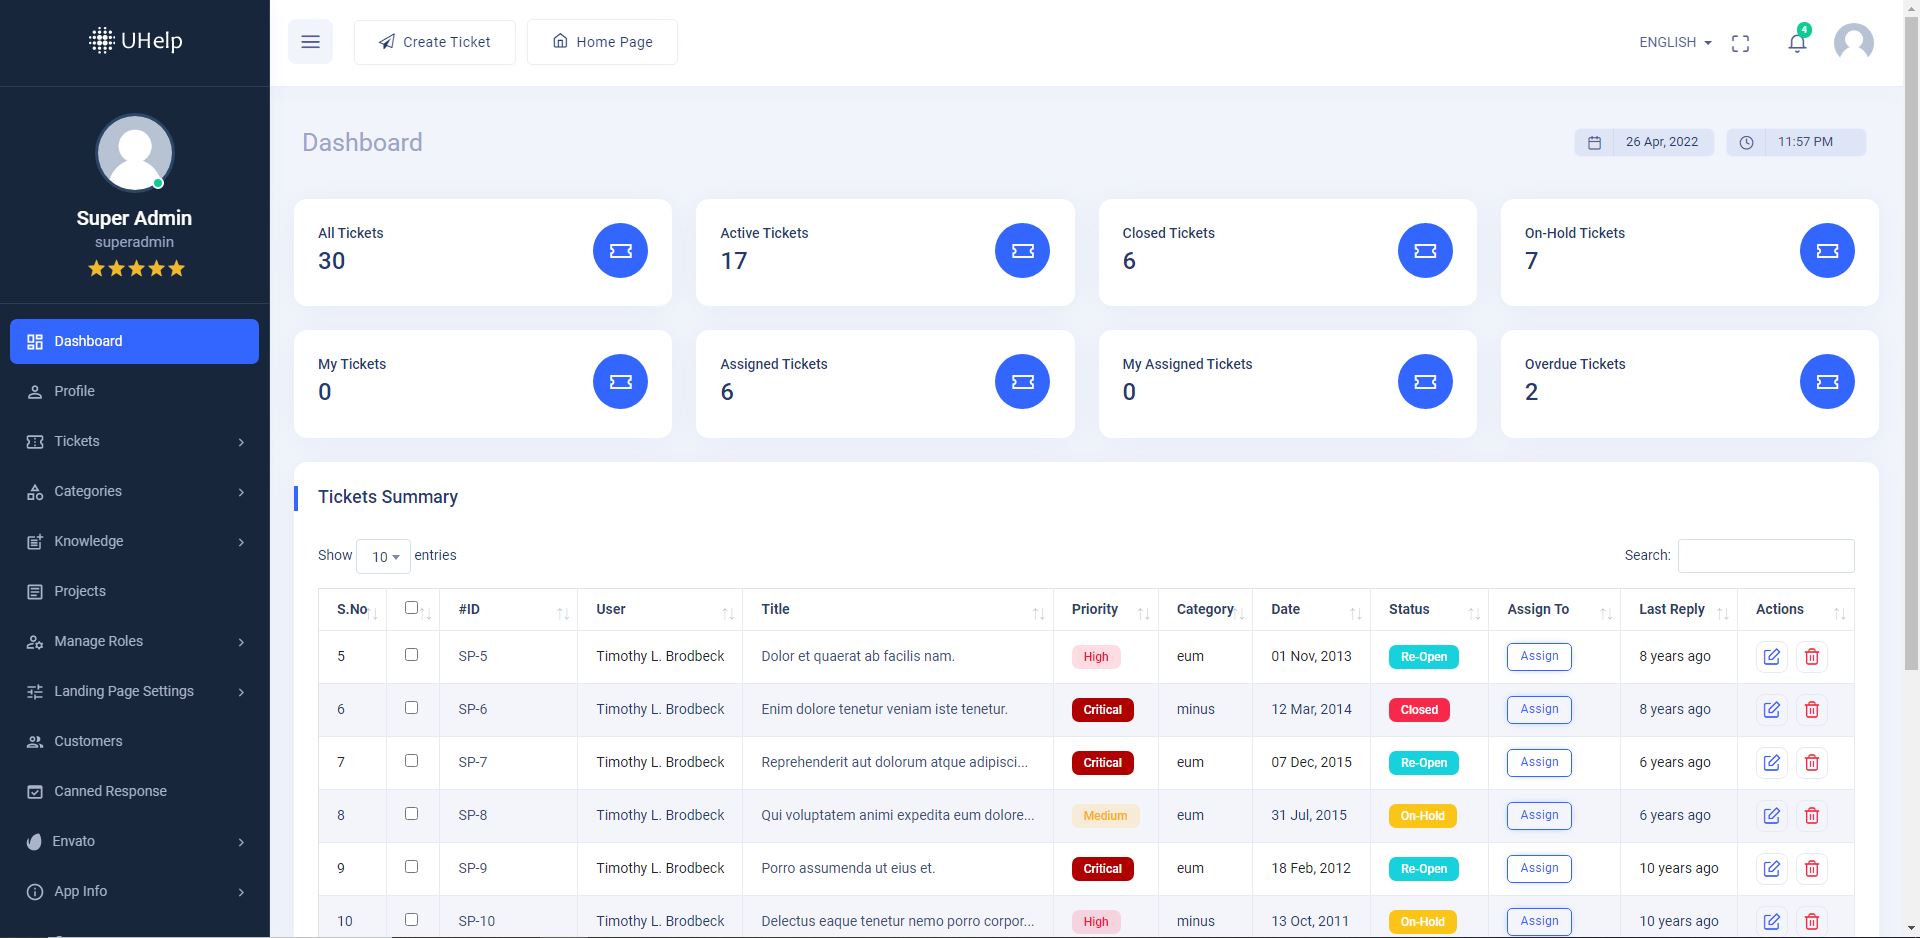 UHelp
Create Ticket
Home Page
ENGLISH
4
Super Admin
superadmin
Dashboard
Profile
Tickets
Categories
Knowledge
Projects
Manage Roles
Landing Page Settings
Customers
Canned Response
Envato
App Info
Dashboard
26 Apr, 2022
11:57 PM
All Tickets
30
Active Tickets
17
Closed Tickets
6
On-Hold Tickets
7
My Tickets
0
Assigned Tickets
6
My Assigned Tickets
0
Overdue Tickets
2
Tickets Summary
Show 10 entries
Search:
S.No #ID User Title Priority Category Date Status Assign To Last Reply Actions
5 SP-5 Timothy L. Brodbeck Dolor et quaerat ab facilis nam. High eum 01 Nov, 2013 Re-Open Assign 8 years ago
6 SP-6 Timothy L. Brodbeck Enim dolore tenetur veniam iste tenetur. Critical minus 12 Mar, 2014 Closed Assign 8 years ago
7 SP-7 Timothy L. Brodbeck Reprehenderit aut dolorum atque adipisci... Critical eum 07 Dec, 2015 Re-Open Assign 6 years ago
8 SP-8 Timothy L. Brodbeck Qui voluptatem animi expedita eum dolore... Medium eum 31 Jul, 2015 On-Hold Assign 6 years ago
9 SP-9 Timothy L. Brodbeck Porro assumenda ut eius et. Critical eum 18 Feb, 2012 Re-Open Assign 10 years ago
10 SP-10 Timothy L. Brodbeck Delectus eaque tenetur nemo porro corpor... High minus 13 Oct, 2011 On-Hold Assign 10 years ago